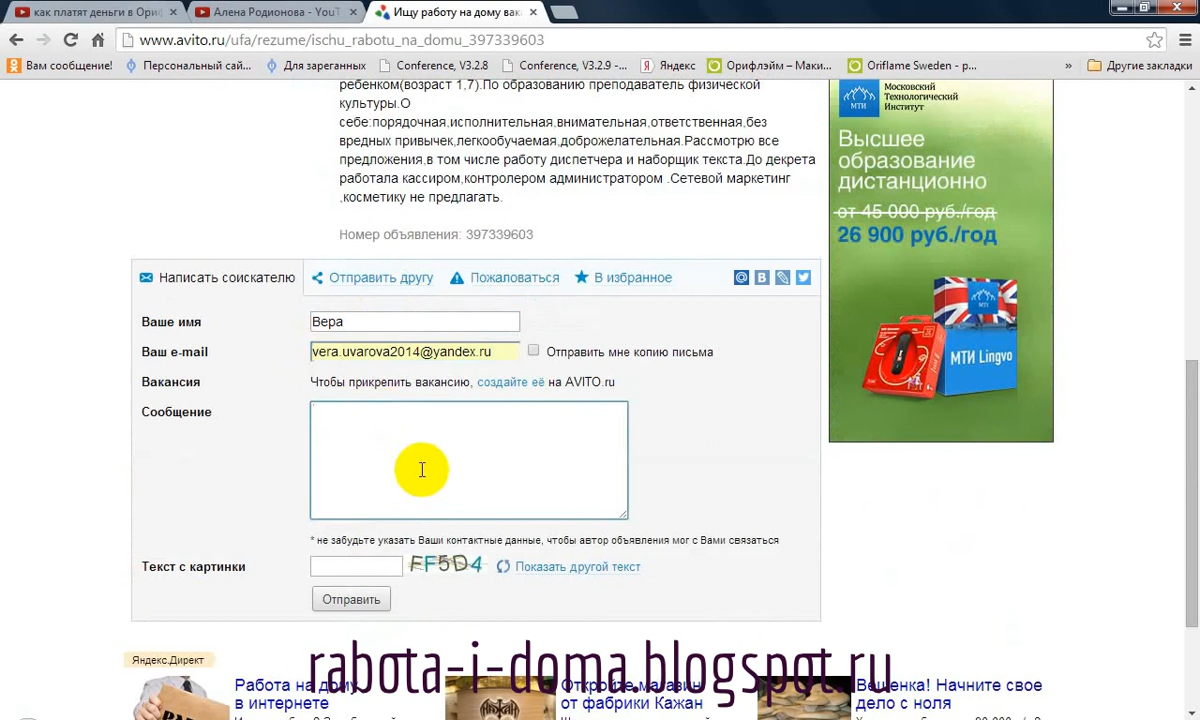 как платят деньги в Ориф
Алена Родионова - YouT
Ищу работу на дому вак
www.avito.ru/ufa/rezume/ischu_rabotu_na_domu_397339603
Вам сообщение!
Персональный сай...
Для зареганных
Conference, V3.2.8
Conference, V3.2.9 -...
Яндекс
Орифлэйм – Маки...
Oriflame Sweden - р...
»
Другие закладки
ребенком(возраст 1,7).По образованию преподаватель физической
культуры.О
себе:порядочная,исполнительная,внимательная,ответственная,без
вредных привычек,легкообучаемая,доброжелательная.Рассмотрю все
предложения,в том числе работу диспетчера и наборщик текста.До декрета
работала кассиром,контролером администратором .Сетевой маркетинг
,косметику не предлагать.
Номер объявления: 397339603
МТИ
Московский
Технологический
Институт
Высшее
образование
дистанционно
от 45 000 руб./год
26 900 руб./год
МТИ Lingvo
Написать соискателю
Отправить другу
Пожаловаться
В избранное
Ваше имя
Вера
Ваш e-mail
vera.uvarova2014@yandex.ru
Отправить мне копию письма
Вакансия
Чтобы прикрепить вакансию, создайте её на AVITO.ru
Сообщение
* не забудьте указать Ваши контактные данные, чтобы автор объявления мог с Вами связаться
Текст с картинки
FF5D4
Показать другой текст
Отправить
Яндекс.Директ
rabota-i-doma.blogspot.ru
Работа на дому
в интернете
Откройте магазин
от фабрики Кажан
Вешенка! Начните свое
дело с ноля